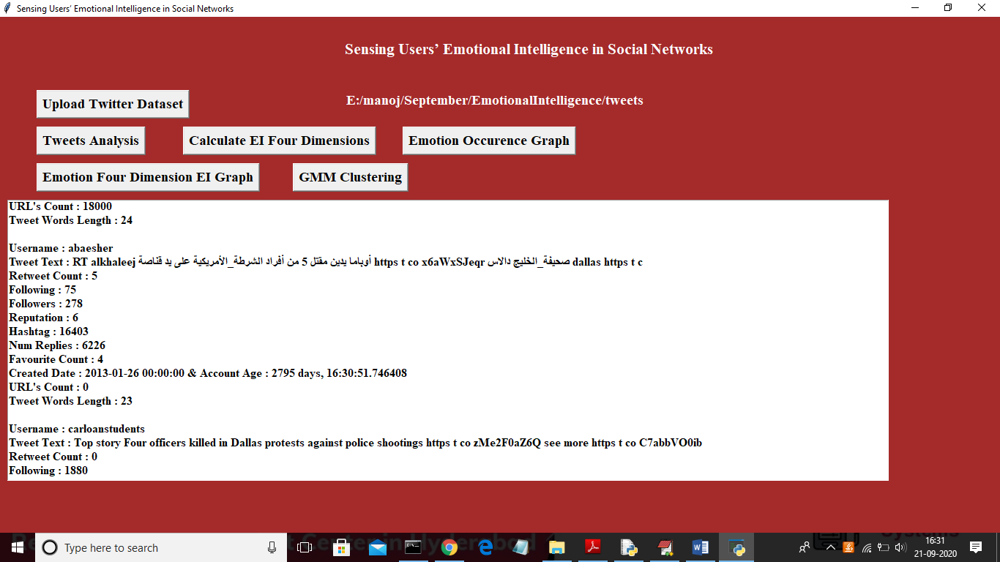 Sensing Users’ Emotional Intelligence in Social Networks
Sensing Users’ Emotional Intelligence in Social Networks
Upload Twitter Dataset
E:/manoj/September/EmotionalIntelligence/tweets
Tweets Analysis
Calculate EI Four Dimensions
Emotion Occurence Graph
Emotion Four Dimension EI Graph
GMM Clustering
URL's Count : 18000
Tweet Words Length : 24
Username : abaesher
Tweet Text : RT alkhaleej أوباما يدين مقتل 5 من أفراد الشرطة_الأمريكية على يد قناصة https t co x6aWxSJeqr صحيفة_الخليج دالاس dallas https t c
Retweet Count : 5
Following : 75
Followers : 278
Reputation : 6
Hashtag : 16403
Num Replies : 6226
Favourite Count : 4
Created Date : 2013-01-26 00:00:00 & Account Age : 2795 days, 16:30:51.746408
URL's Count : 0
Tweet Words Length : 23
Username : carloanstudents
Tweet Text : Top story Four officers killed in Dallas protests against police shootings https t co zMe2F0aZ6Q see more https t co C7abbVO0ib
Retweet Count : 0
Following : 1880
Type here to search
16:31
21-09-2020